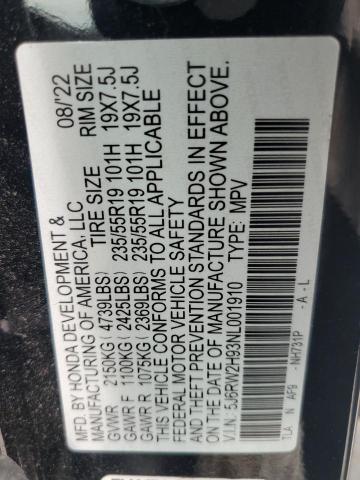 MFD. BY HONDA DEVELOPMENT & 08/'22
MANUFACTURING OF AMERICA, LLC
TIRE SIZE RIM SIZE
GVWR 2150KG (4739LBS)
GAWR F 1100KG (2425LBS) 235/55R19 101H 19X7.5J
GAWR R 1075KG (2369LBS) 235/55R19 101H 19X7.5J
THIS VEHICLE CONFORMS TO ALL APPLICABLE
FEDERAL MOTOR VEHICLE SAFETY AND
THEFT PREVENTION STANDARDS IN EFFECT
ON THE DATE OF MANUFACTURE SHOWN ABOVE.
V.I.N: 5J6RW2H93NL001910 TYPE: MPV
TLA N AF9 NH731P - A - L